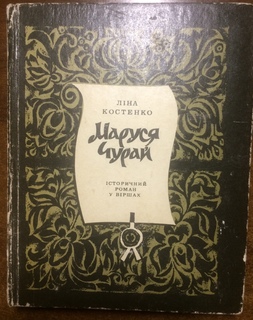 ЛІНА
КОСТЕНКО
Маруся
Чурай
ІСТОРИЧНИЙ
РОМАН
У ВІРШАХ